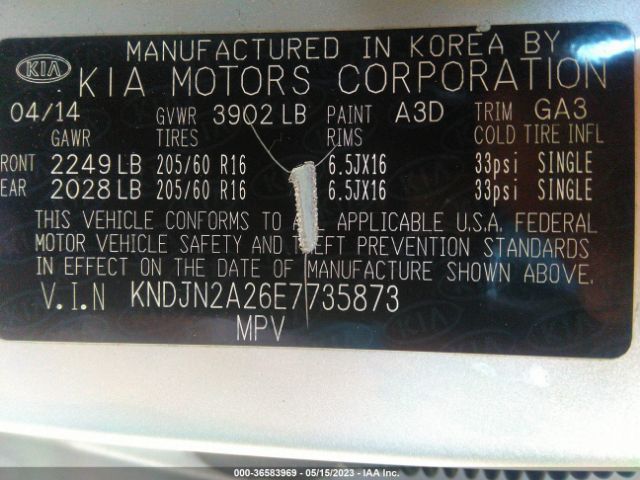 MANUFACTURED IN KOREA BY
KIA KIA MOTORS CORPORATION
04/14 GVWR 3902 LB PAINT A3D TRIM GA3
GAWR TIRES RIMS COLD TIRE INFL
RONT 2249 LB 205/60 R16 6.5JX16 33psi SINGLE
EAR 2028 LB 205/60 R16 6.5JX16 33psi SINGLE
THIS VEHICLE CONFORMS TO ALL APPLICABLE U.S.A. FEDERAL
MOTOR VEHICLE SAFETY AND THEFT PREVENTION STANDARDS
IN EFFECT ON THE DATE OF MANUFACTURE SHOWN ABOVE.
V.I.N KNDJN2A26E7735873
MPV
000-36583969 - 05/15/2023 - IAA Inc.